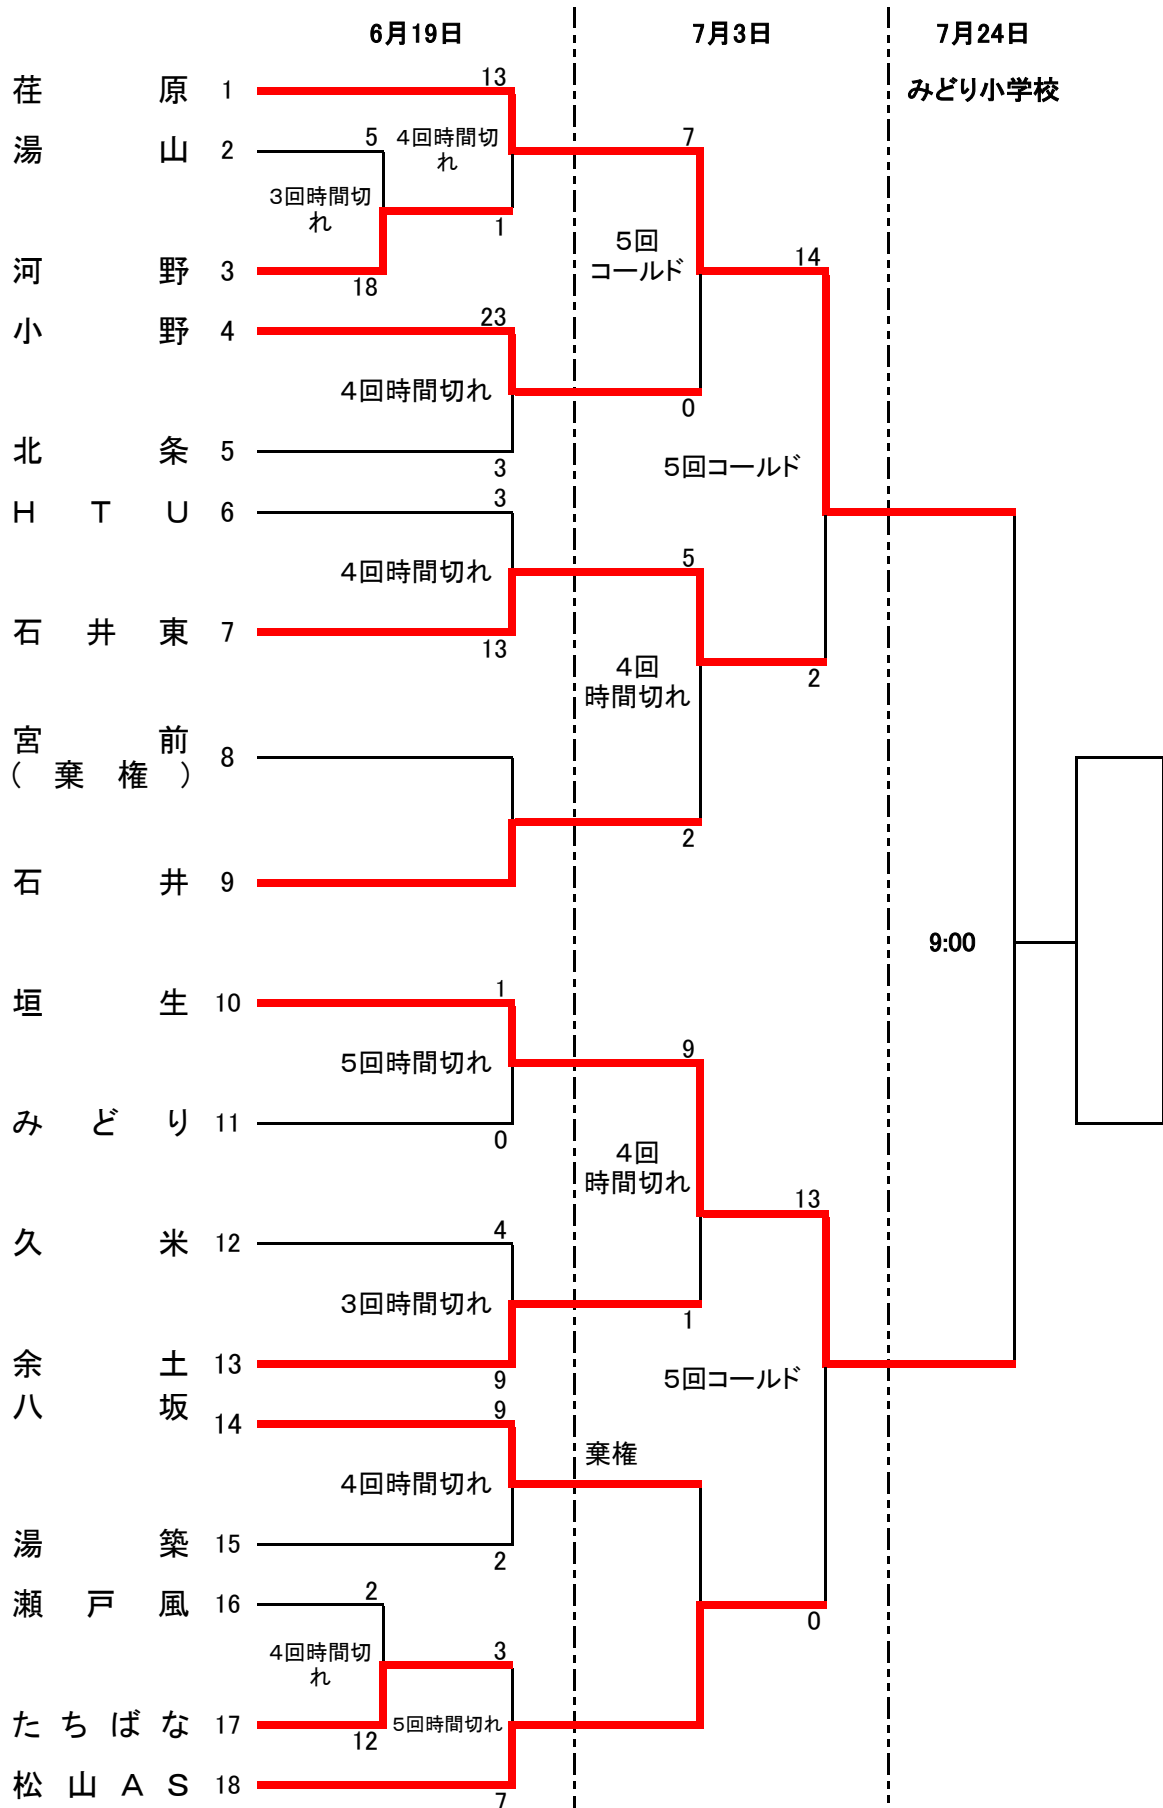 6月19日
7月3日
7月24日
みどり小学校
荏原 1
13
湯山 2
5
4回時間切
れ
7
3回時間切
れ
1
5回
コールド
14
河野 3
18
小野 4
23
4回時間切れ
0
北条 5
3
5回コールド
HTU 6
3
4回時間切れ
5
石井東 7
13
4回
時間切れ
2
宮前
(棄権)
8
2
石井 9
9:00
垣生 10
1
5回時間切れ
9
みどり 11
0
4回
時間切れ
13
久米 12
4
3回時間切れ
1
余土 13
9
5回コールド
八坂 14
9
棄権
4回時間切れ
湯築 15
2
瀬戸風 16
2
0
4回時間切
れ
3
たちばな 17
12
5回時間切れ
松山AS 18
7